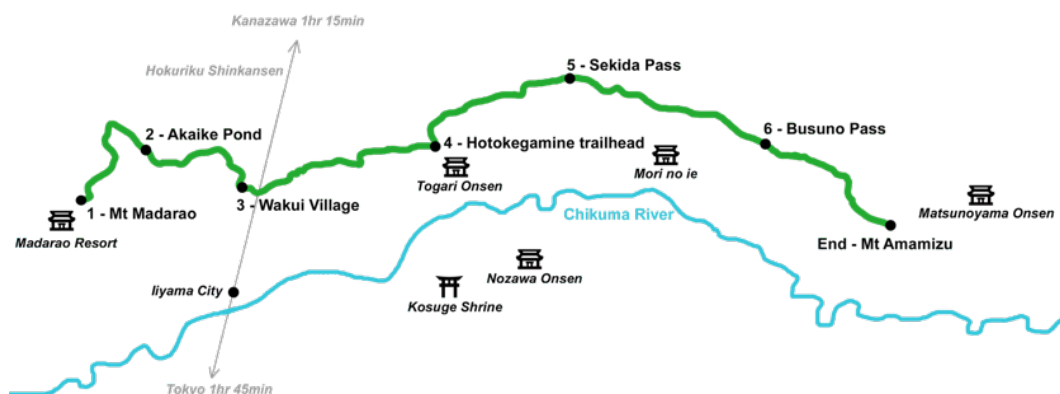 Kanazawa 1hr 15min
Hokuriku Shinkansen
5 - Sekida Pass
2 - Akaike Pond
6 - Busuno Pass
4 - Hotokegamine trailhead
Togari Onsen
Mori no ie
1 - Mt Madarao
3 - Wakui Village
Chikuma River
Matsunoyama Onsen
Madarao Resort
End - Mt Amamizu
Nozawa Onsen
Iiyama City
Kosuge Shrine
Tokyo 1hr 45min